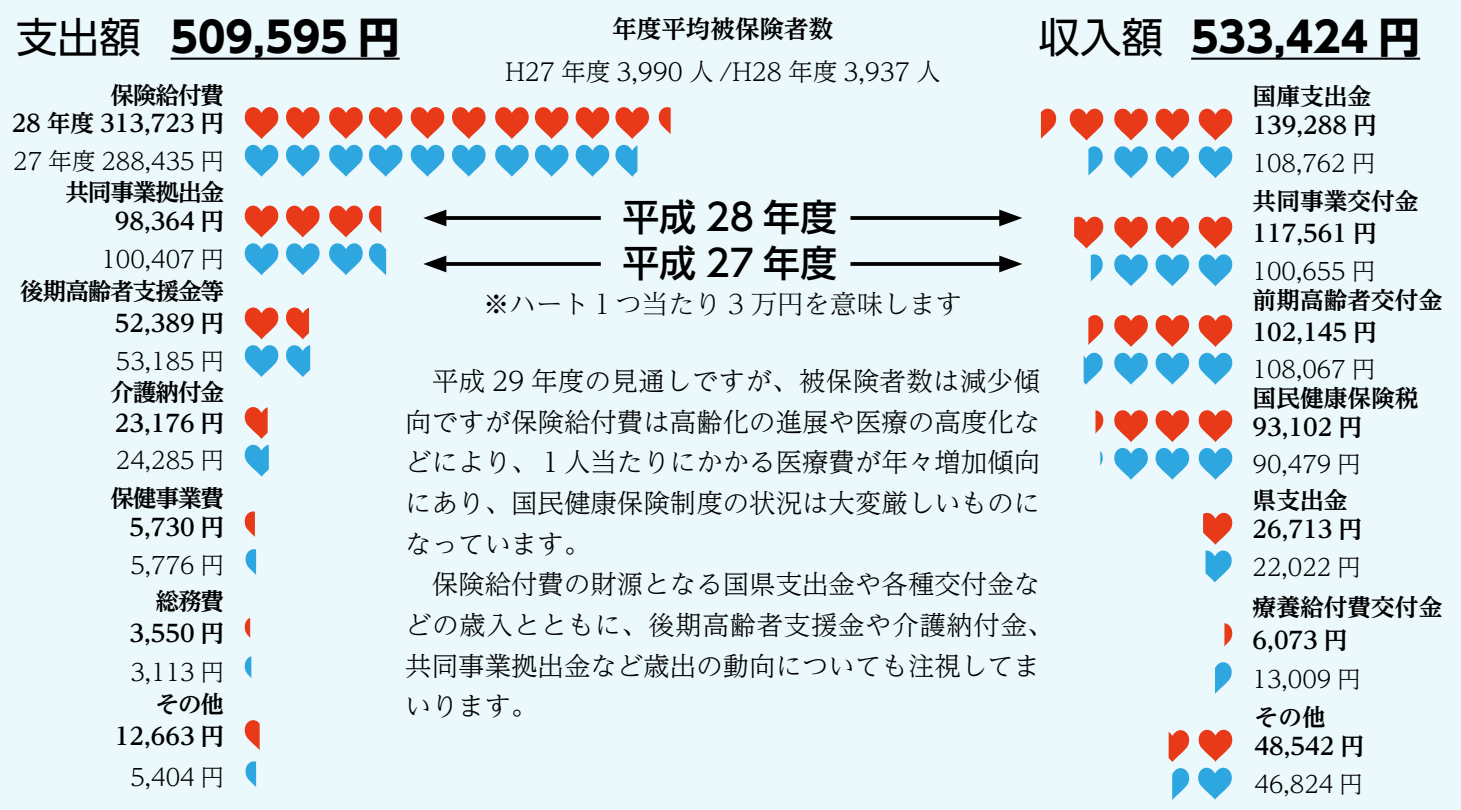 支出額 509,595 円
保険給付費
28 年度 313,723 円
27 年度 288,435 円
共同事業拠出金
98,364 円
100,407 円
後期高齢者支援金等
52,389 円
53,185 円
介護納付金
23,176 円
24,285 円
保健事業費
5,730 円
5,776 円
総務費
3,550 円
3,113 円
その他
12,663 円
5,404 円
年度平均被保険者数
H27 年度 3,990 人 /H28 年度 3,937 人
平成 28 年度
平成 27 年度
※ハート 1 つ当たり 3 万円を意味します
平成 29 年度の見通しですが、被保険者数は減少傾
向ですが保険給付費は高齢化の進展や医療の高度化な
どにより、1 人当たりにかかる医療費が年々増加傾向
にあり、国民健康保険制度の状況は大変厳しいものに
なっています。
保険給付費の財源となる国県支出金や各種交付金な
どの歳入とともに、後期高齢者支援金や介護納付金、
共同事業拠出金など歳出の動向についても注視してま
いります。
収入額 533,424 円
国庫支出金
139,288 円
108,762 円
共同事業交付金
117,561 円
100,655 円
前期高齢者交付金
102,145 円
108,067 円
国民健康保険税
93,102 円
90,479 円
県支出金
26,713 円
22,022 円
療養給付費交付金
6,073 円
13,009 円
その他
48,542 円
46,824 円